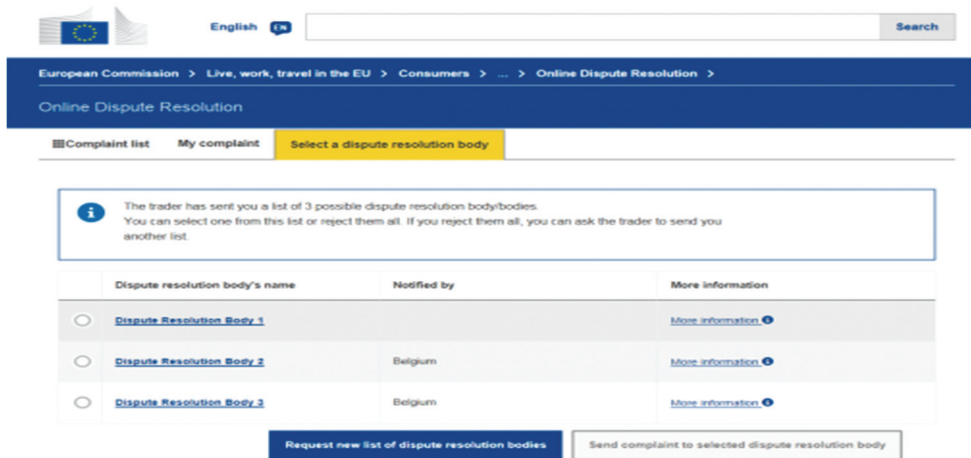 English EN Search
European Commission > Live, work, travel in the EU > Consumers > ... > Online Dispute Resolution >
Online Dispute Resolution
Complaint list My complaint Select a dispute resolution body
The trader has sent you a list of 3 possible dispute resolution body/bodies.
You can select one from this list or reject them all. If you reject them all, you can ask the trader to send you
another list.
Dispute resolution body's name Notified by More information
Dispute Resolution Body 1 More information
Dispute Resolution Body 2 Belgium More information
Dispute Resolution Body 3 Belgium More information
Request new list of dispute resolution bodies Send complaint to selected dispute resolution body